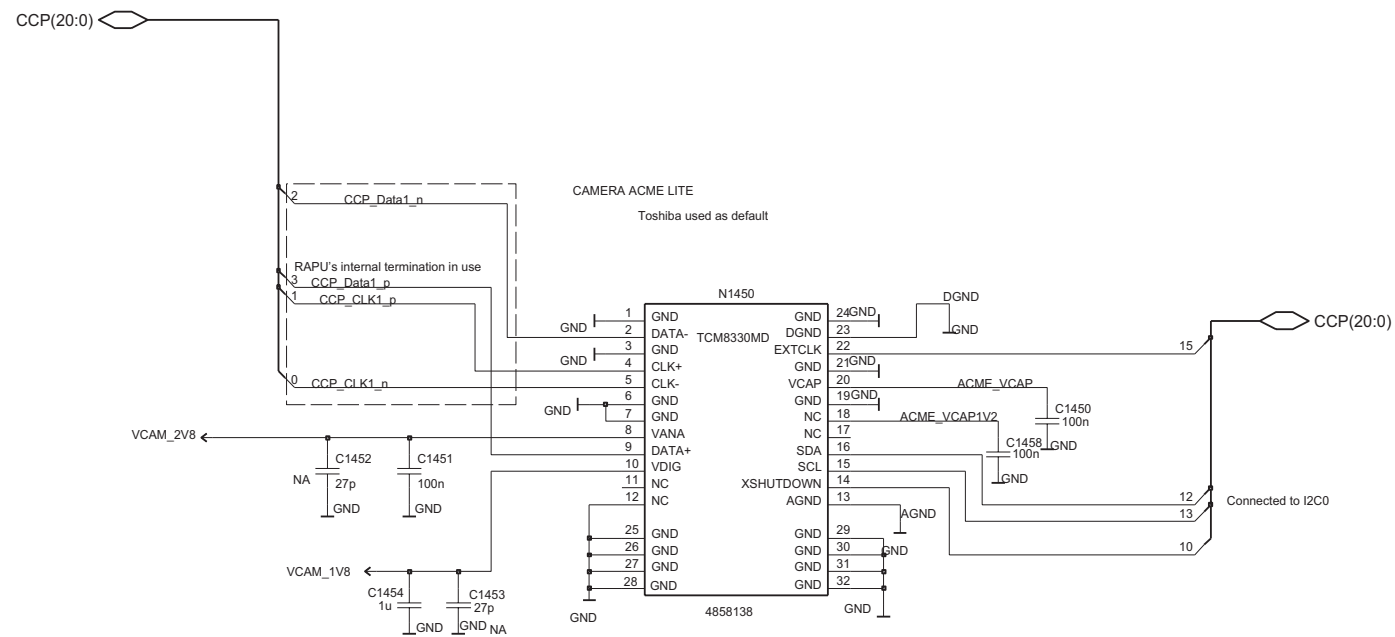 CCP(20:0)
2
CCP_Data1_n
CAMERA ACME LITE
Toshiba used as default
RAPU's internal termination in use
3
CCP_Data1_p
1
CCP_CLK1_p
0
CCP_CLK1_n
N1450
TCM8330MD
4858138
1 GND
2 DATA-
3 GND
4 CLK+
5 CLK-
6 GND
7 GND
8 VANA
9 DATA+
10 VDIG
11 NC
12 NC
25 GND
26 GND
27 GND
28 GND
GND 24
DGND 23
EXTCLK 22
GND 21
VCAP 20
GND 19
NC 18
NC 17
SDA 16
SCL 15
XSHUTDOWN 14
AGND 13
GND 29
GND 30
GND 31
GND 32
GND
GND
GND
VCAM_2V8
C1452
NA
27p
GND
C1451
100n
GND
VCAM_1V8
C1454
1u
GND
C1453
27p
GND
NA
GND
GND
DGND
GND
GND
GND
ACME_VCAP
C1450
100n
GND
ACME_VCAP1V2
C1458
100n
GND
AGND
GND
GND
15
CCP(20:0)
12
13
10
Connected to I2C0